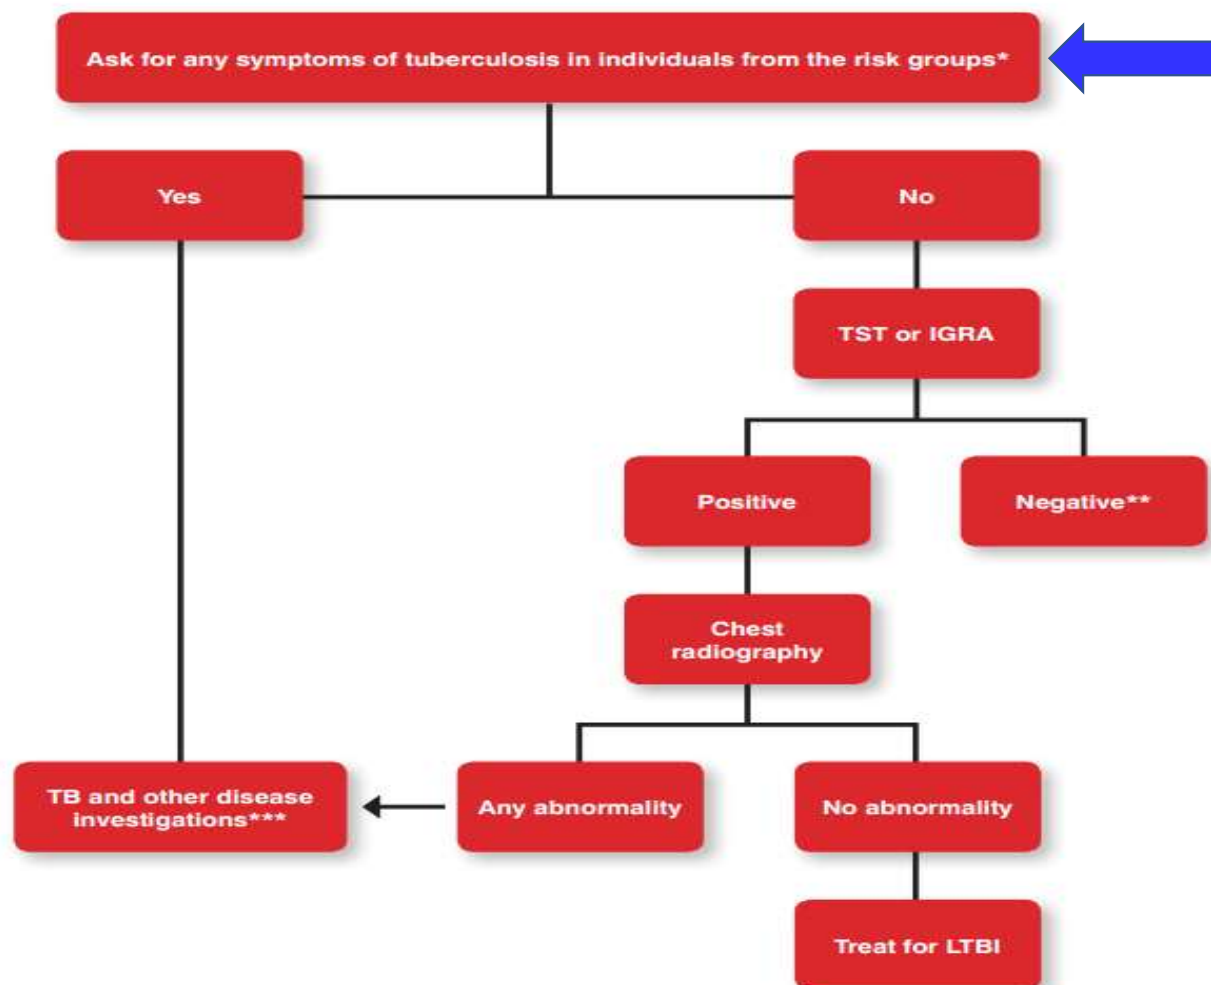 Ask for any symptoms of tuberculosis in individuals from the risk groups*
Yes
No
TST or IGRA
Positive
Negative**
Chest
radiography
TB and other disease
investigations***
Any abnormality
No abnormality
Treat for LTBI